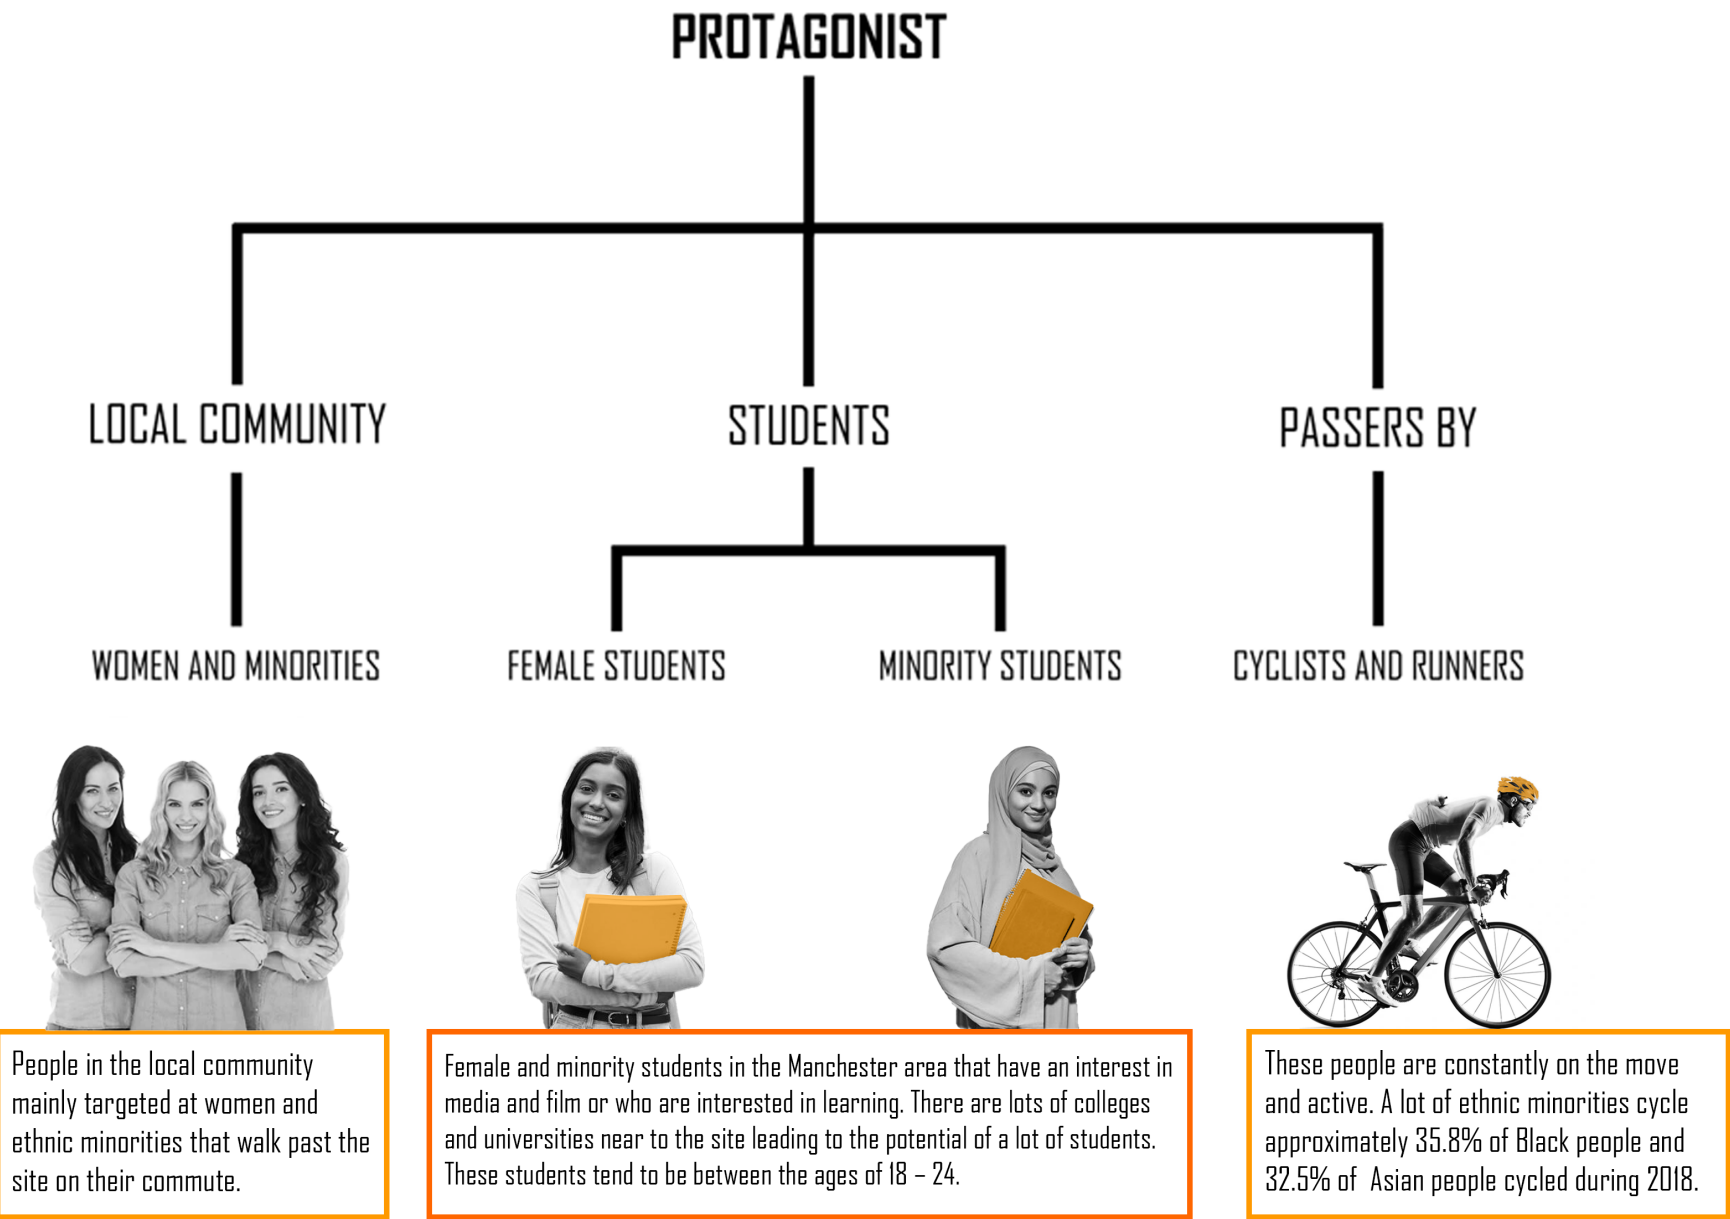 PROTAGONIST
LOCAL COMMUNITY
STUDENTS
PASSERS BY
WOMEN AND MINORITIES
FEMALE STUDENTS
MINORITY STUDENTS
CYCLISTS AND RUNNERS
People in the local community
mainly targeted at women and
ethnic minorities that walk past the
site on their commute.
Female and minority students in the Manchester area that have an interest in
media and film or who are interested in learning. There are lots of colleges
and universities near to the site leading to the potential of a lot of students.
These students tend to be between the ages of 18 – 24.
These people are constantly on the move
and active. A lot of ethnic minorities cycle
approximately 35.8% of Black people and
32.5% of Asian people cycled during 2018.